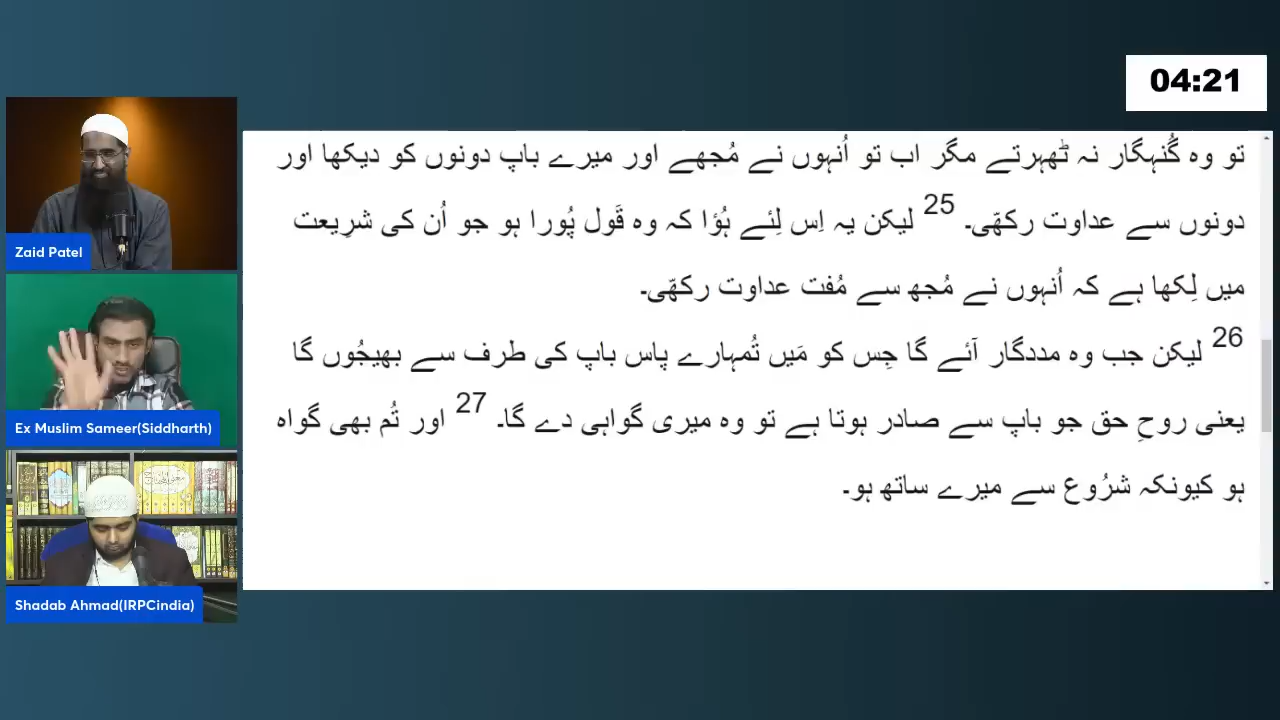 04:21
Zaid Patel
Ex Muslim Sameer(Siddharth)
Shadab Ahmad(IRPCindia)
تو وہ گُنہگار نہ ٹھہرتے مگر اب تو اُنہوں نے مُجھے اور میرے باپ دونوں کو دیکھا اور
دونوں سے عداوت رکھّی۔ 25 لیکن یہ اِس لِئے ہُؤا کہ وہ قَول پُورا ہو جو اُن کی شرِیعت
میں لِکھا ہے کہ اُنہوں نے مُجھ سے مُفت عداوت رکھّی۔
26 لیکن جب وہ مددگار آئے گا جِس کو مَیں تُمہارے پاس باپ کی طرف سے بھیجُوں گا
یعنی روحِ حق جو باپ سے صادر ہوتا ہے تو وہ میری گواہی دے گا۔ 27 اور تُم بھی گواہ
ہو کیونکہ شرُوع سے میرے ساتھ ہو۔